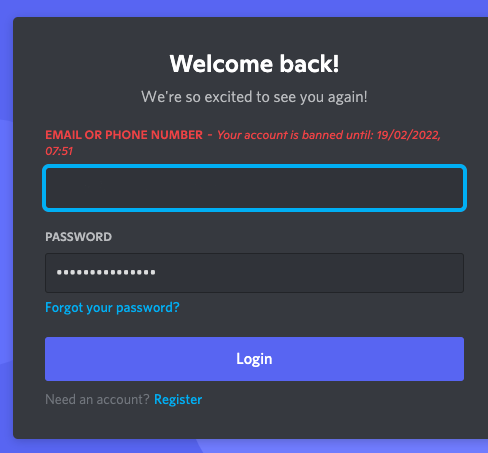 Welcome back!
We're so excited to see you again!
EMAIL OR PHONE NUMBER - Your account is banned until: 19/02/2022,
07:51
PASSWORD
•••••••••••••••
Forgot your password?
Login
Need an account? Register